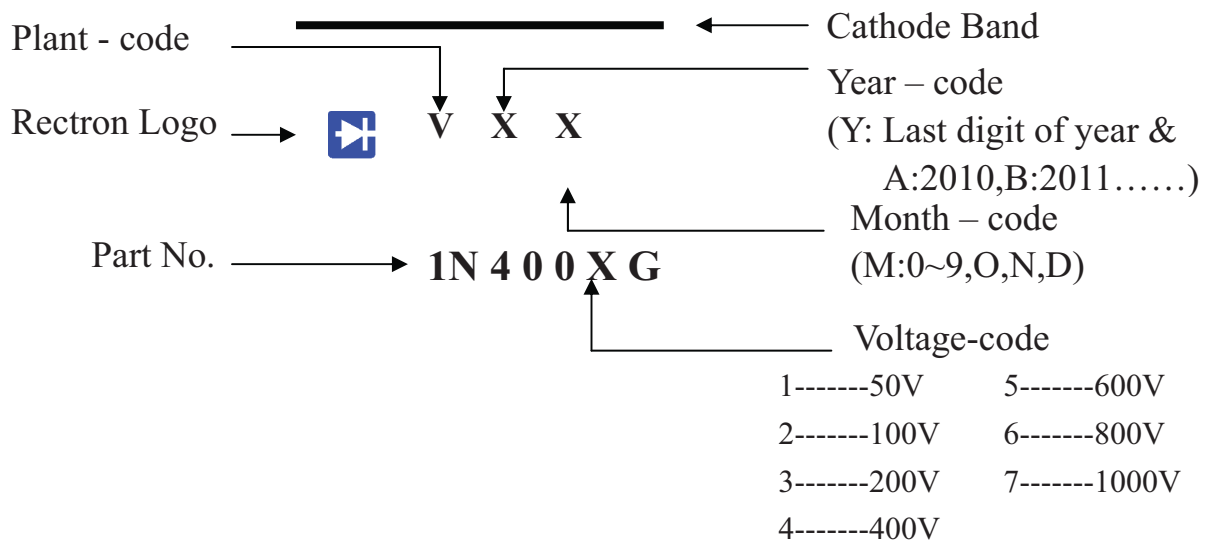 Plant - code
Cathode Band
Year – code
Rectron Logo
V X X
(Y: Last digit of year &
A:2010,B:2011……)
Month – code
Part No.
1N 4 0 0 X G
(M:0~9,O,N,D)
Voltage-code
1-------50V 5-------600V
2-------100V 6-------800V
3-------200V 7-------1000V
4-------400V